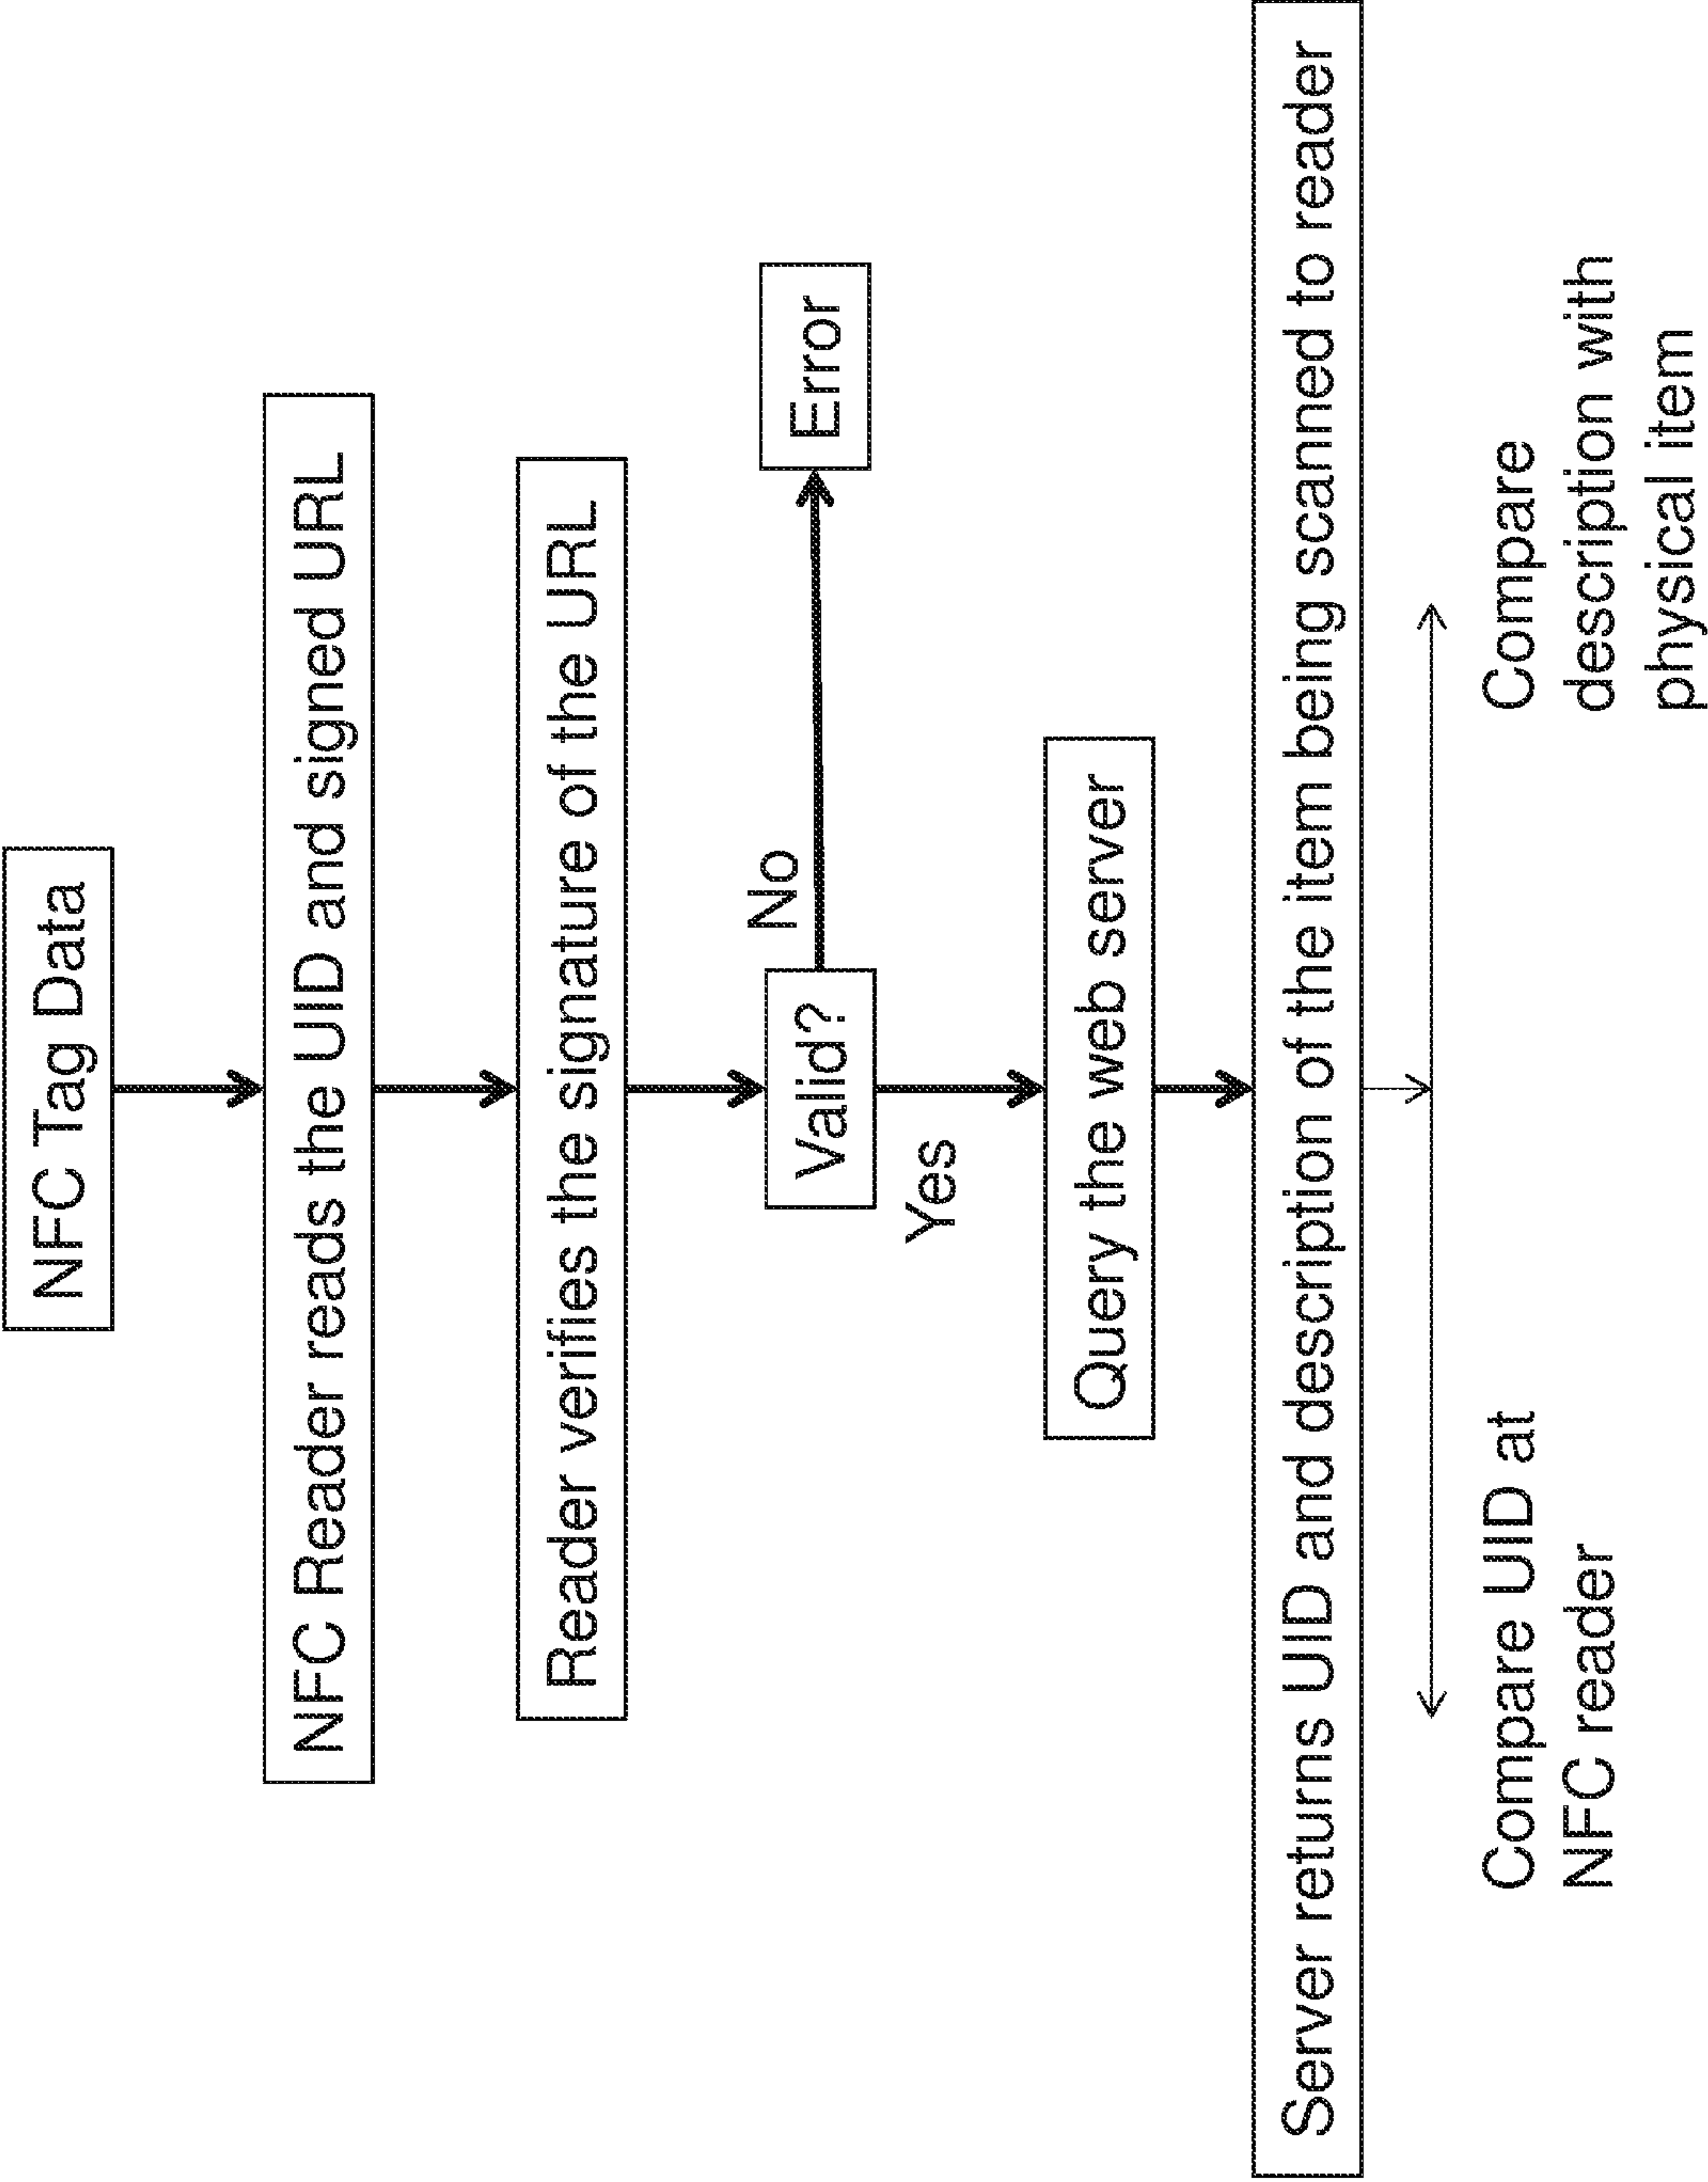 NFC Tag Data
NFC Reader reads the UID and signed URL
Reader verifies the signature of the URL
Valid?
No
Error
Yes
Query the web server
Server returns UID and description of the item being scanned to reader
Compare UID at
NFC reader
Compare
description with
physical item